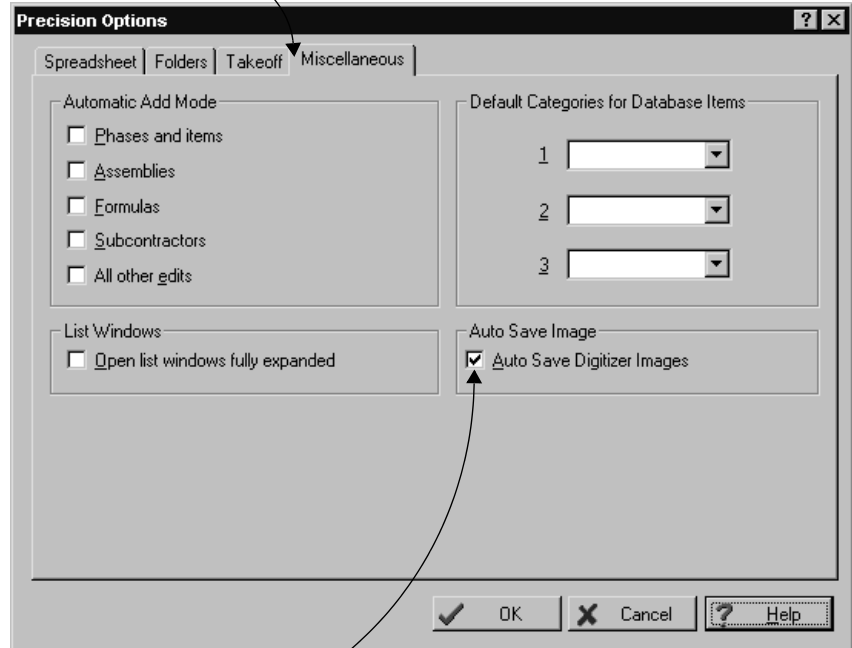 Precision Options
Spreadsheet Folders Takeoff Miscellaneous
Automatic Add Mode
Phases and items
Assemblies
Formulas
Subcontractors
All other edits
Default Categories for Database Items
1
2
3
List Windows
Open list windows fully expanded
Auto Save Image
Auto Save Digitizer Images
OK Cancel Help